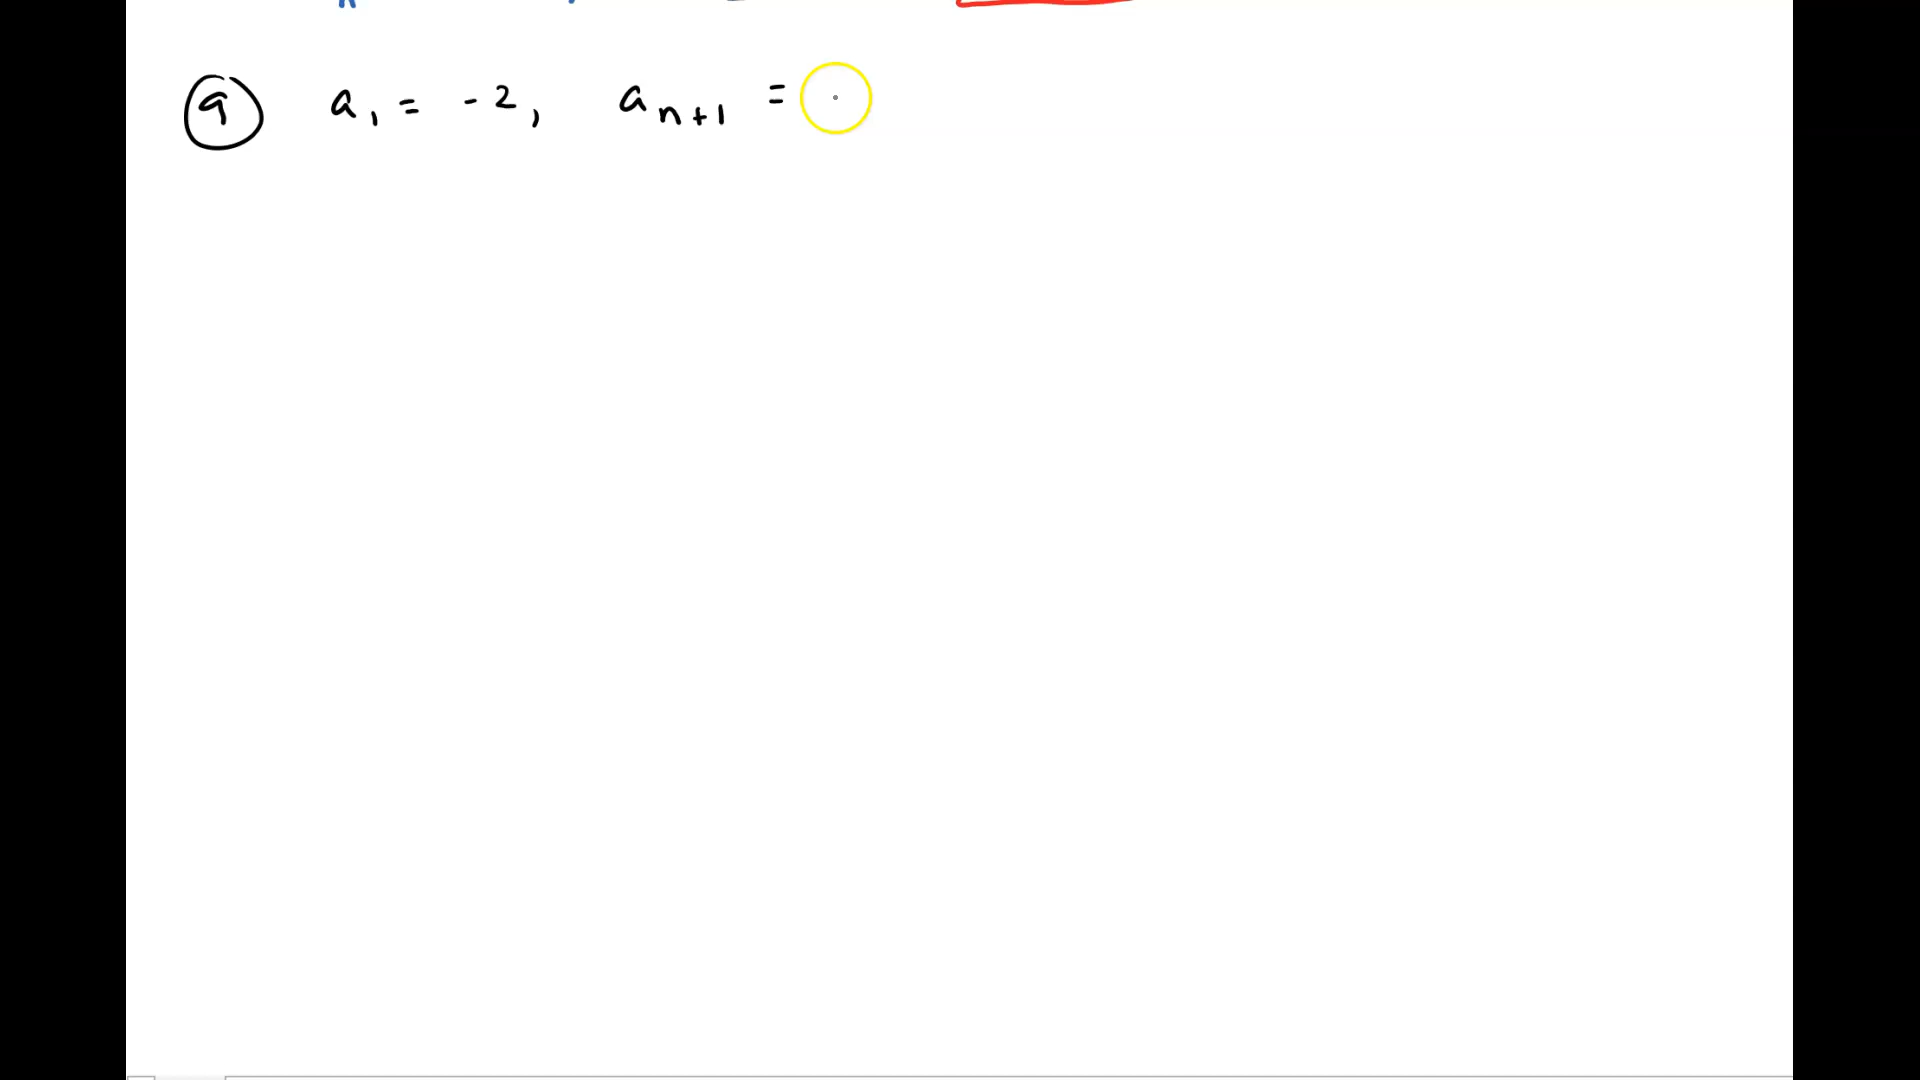 9 a₁ = -2, aₙ₊₁ =